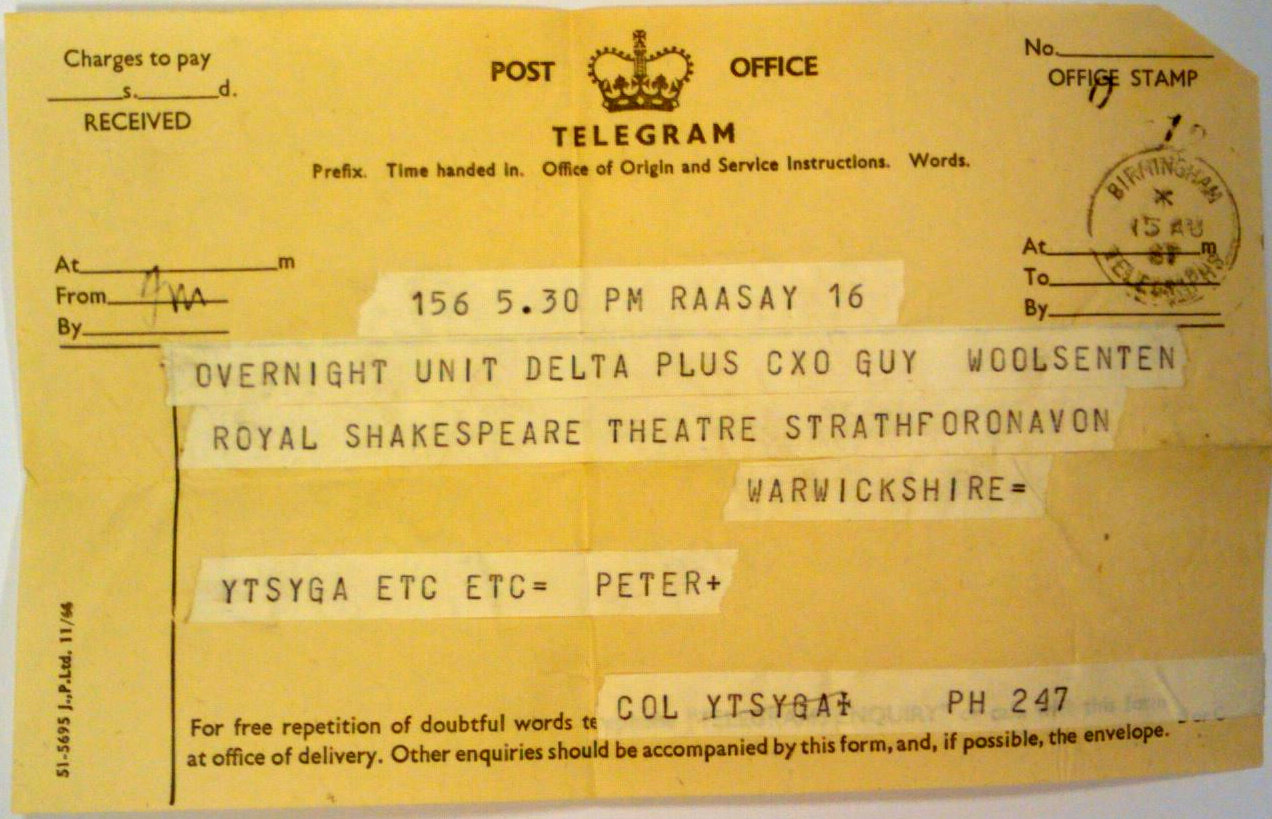 Charges to pay
s. d.
RECEIVED
POST OFFICE
TELEGRAM
Prefix. Time handed in. Office of Origin and Service Instructions. Words.
No.
OFFICE STAMP
BIRMINGHAM
15 AU
TELEGRAMS
At m
From
By
At m
To
By
156 5.30 PM RAASAY 16
OVERNIGHT UNIT DELTA PLUS CXO GUY WOOLSENTEN
ROYAL SHAKESPEARE THEATRE STRATHFORONAVON
WARWICKSHIRE=
YTSYGA ETC ETC= PETER+
COL YTSYGA‡ PH 247
For free repetition of doubtful words te
at office of delivery. Other enquiries should be accompanied by this form, and, if possible, the envelope.
51-5695 J., P. Ltd. 11/66